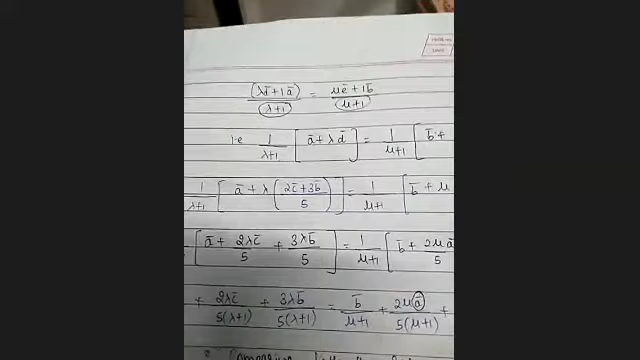 (λd̄ + 1ā)/(λ+1) = (μē + 1b̄)/(μ+1)
i.e 1/(λ+1) [ā + λd̄] = 1/(μ+1) [b̄ +
1/(λ+1) [ā + λ((2c̄ + 3b̄)/5)] = 1/(μ+1) [b̄ + μ
[ā + 2λc̄/5 + 3λb̄/5] = 1/(μ+1) [b̄ + 2μā/5
+ 2λc̄/5(λ+1) + 3λb̄/5(λ+1) = b̄/(μ+1) + 2μā/5(μ+1) +